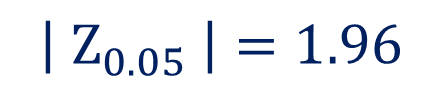 | Z₀.₀₅ | = 1.96